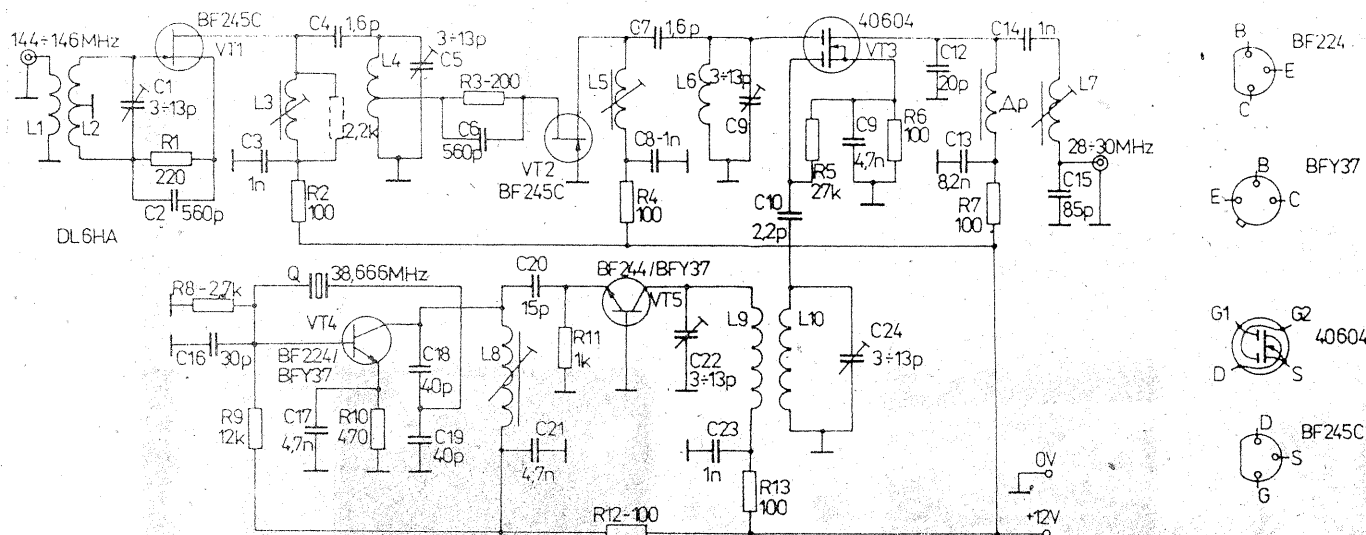 BF245C
VT1
144÷146MHz
L1
L2
C1
3÷13p
R1
220
C2
560p
DL6HA
C4
1,6p
L3
2,2k
C3
1n
R2
100
L4
3÷13p
C5
R3-200
C6
560p
VT2
BF245C
C7
1,6p
L5
C8-1n
R4
100
L6
3÷13p
C9
40604
VT3
R5
27k
C9
4,7n
R6
100
C10
2,2p
C12
20p
C14
1n
Δp
L7
C13
8,2n
R7
100
28÷30MHz
C15
85p
R8-2,7k
Q
38,666MHz
C16
30p
VT4
BF224/
BFY37
R9
12k
C17
4,7n
R10
470
C18
40p
C19
40p
L8
C20
15p
BF244/BFY37
VT5
R11
1k
C21
4,7n
C22
3÷13p
L9
L10
C24
3÷13p
C23
1n
R13
100
R12-100
0V
+12V
B
BF224
E
C
B
BFY37
E
C
G1
G2
40604
D
S
D
BF245C
S
G